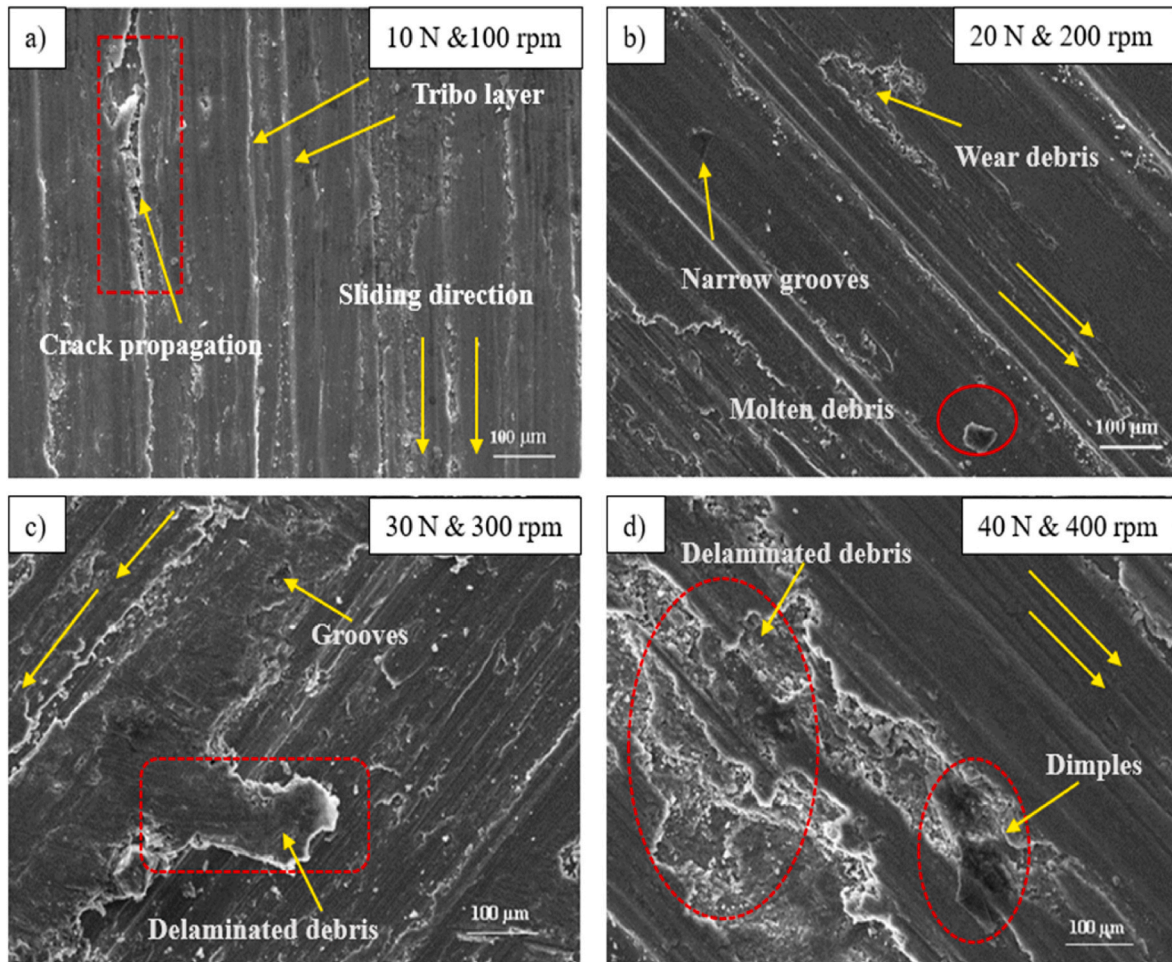 a)
10 N &100 rpm
Tribo layer
Sliding direction
Crack propagation
100 µm
b)
20 N & 200 rpm
Wear debris
Narrow grooves
Molten debris
100 µm
c)
30 N & 300 rpm
Grooves
Delaminated debris
100 µm
d)
40 N & 400 rpm
Delaminated debris
Dimples
100 µm